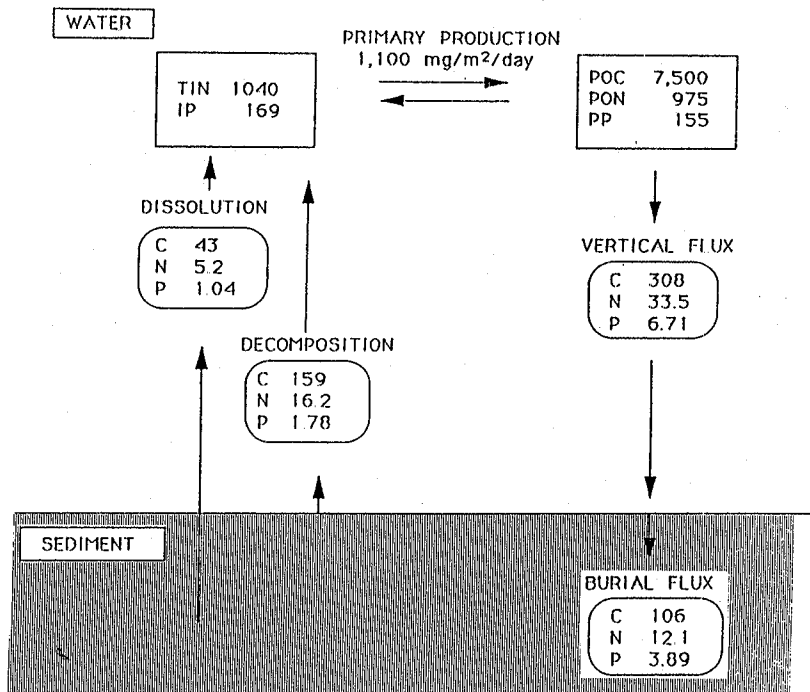 WATER
PRIMARY PRODUCTION
1,100 mg/m²/day
TIN 1040
IP 169
POC 7,500
PON 975
PP 155
DISSOLUTION
C 43
N 5.2
P 1.04
VERTICAL FLUX
C 308
N 33.5
P 6.71
DECOMPOSITION
C 159
N 16.2
P 1.78
SEDIMENT
BURIAL FLUX
C 106
N 12.1
P 3.89